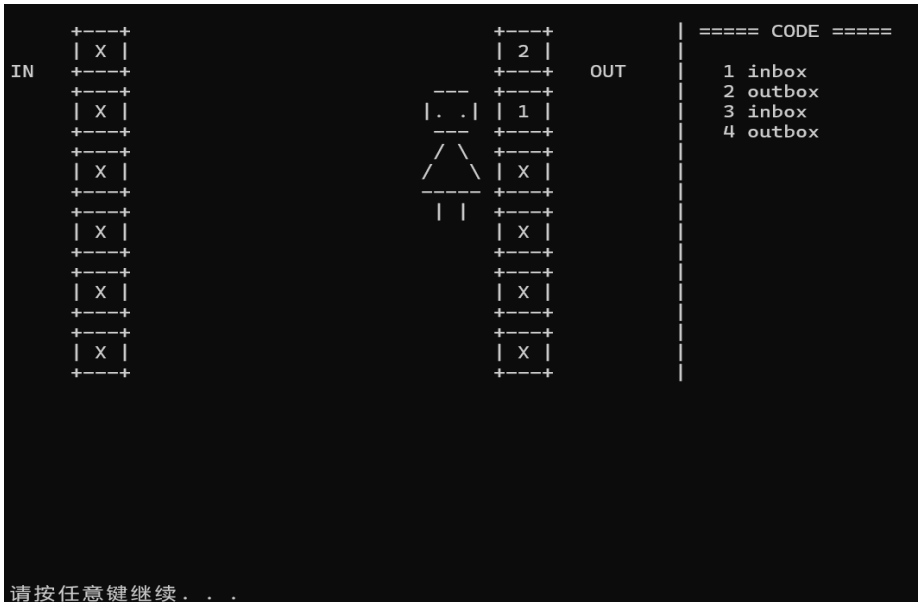 +---+ +---+ | ===== CODE =====
| X | | 2 | |
IN +---+ +---+ OUT | 1 inbox
+---+ --- +---+ | 2 outbox
| X | |. .| | 1 | | 3 inbox
+---+ --- +---+ | 4 outbox
+---+ / \ +---+ |
| X | / \ | X | |
+---+ ----- +---+ |
+---+ | | +---+ |
| X | | X | |
+---+ +---+ |
+---+ +---+ |
| X | | X | |
+---+ +---+ |
+---+ +---+ |
| X | | X | |
+---+ +---+ |
请按任意键继续. . .